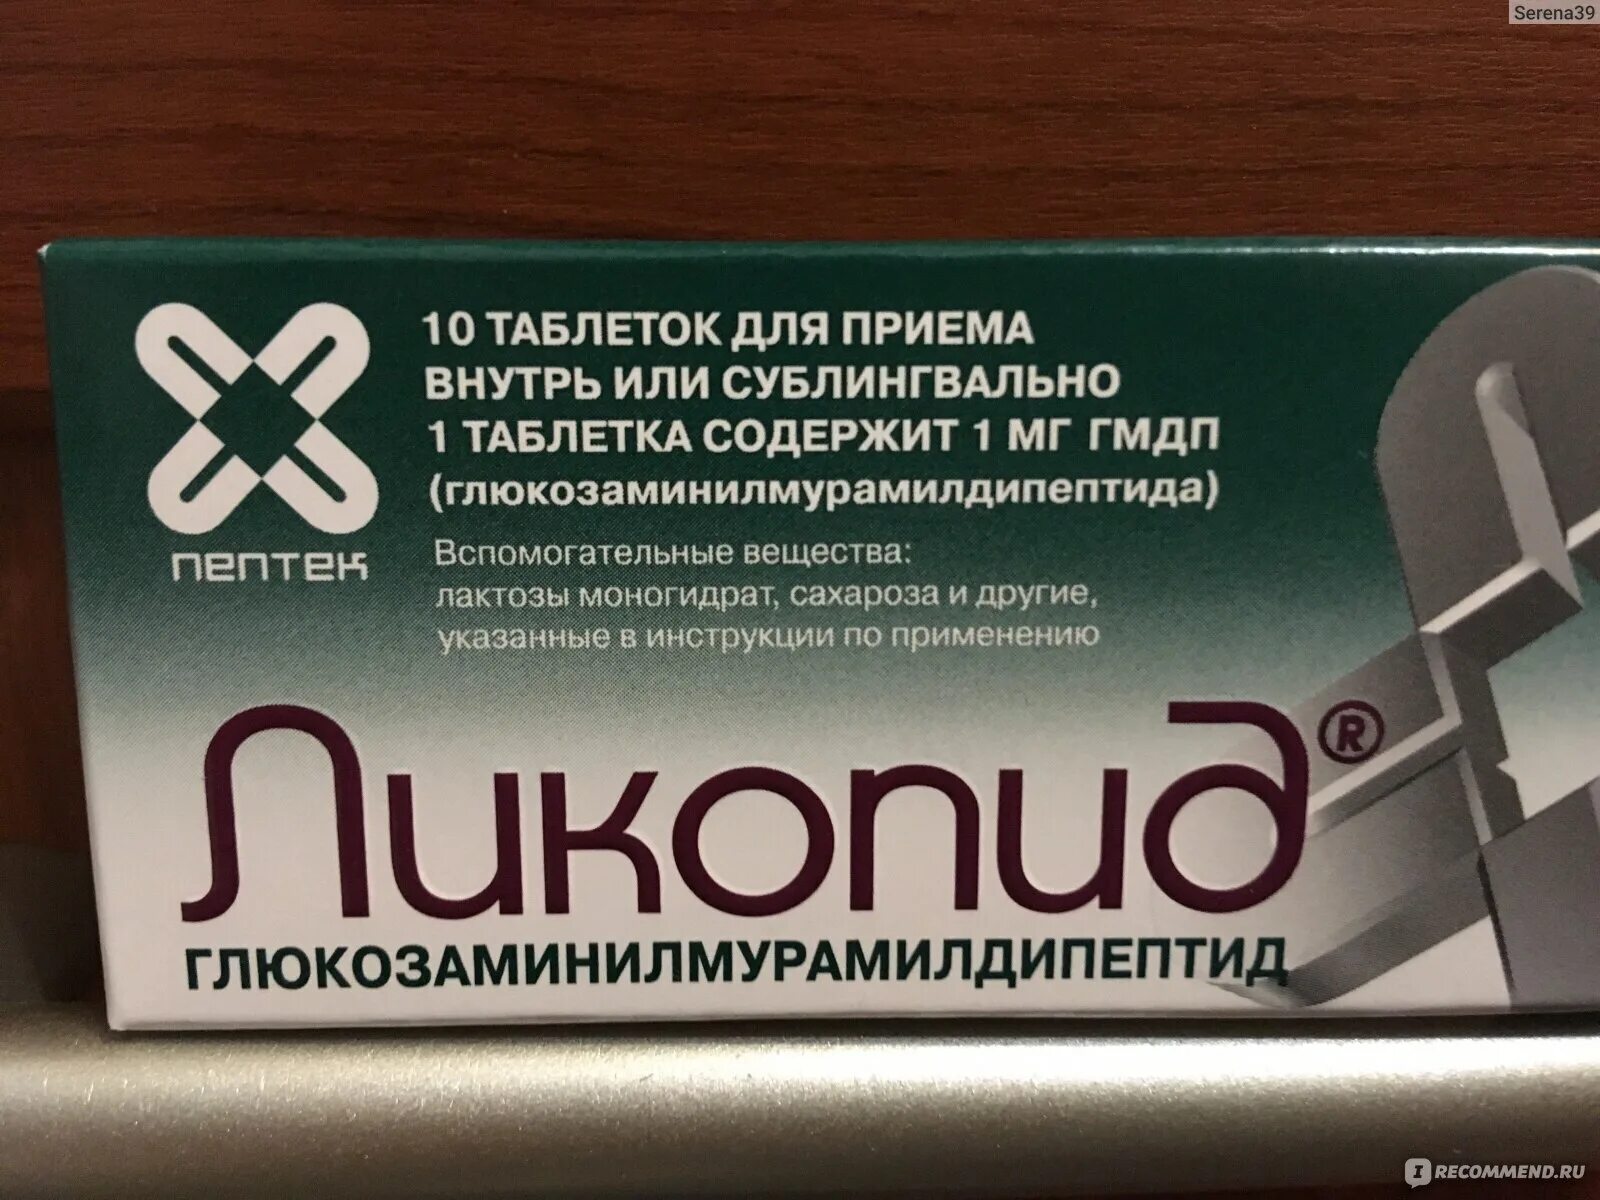 Serena39
10 ТАБЛЕТОК ДЛЯ ПРИЕМА
ВНУТРЬ ИЛИ СУБЛИНГВАЛЬНО
1 ТАБЛЕТКА СОДЕРЖИТ 1 МГ ГМДП
(глюкозаминилмурамилдипептида)
пептек
Вспомогательные вещества:
лактозы моногидрат, сахароза и другие,
указанные в инструкции по применению
Ликопид®
ГЛЮКОЗАМИНИЛМУРАМИЛДИПЕПТИД
IRECOMMEND.RU